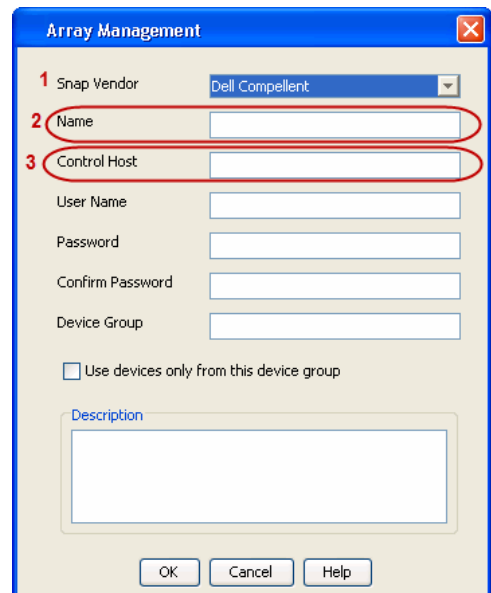 Array Management
1 Snap Vendor Dell Compellent
2 Name
3 Control Host
User Name
Password
Confirm Password
Device Group
Use devices only from this device group
Description
OK Cancel Help